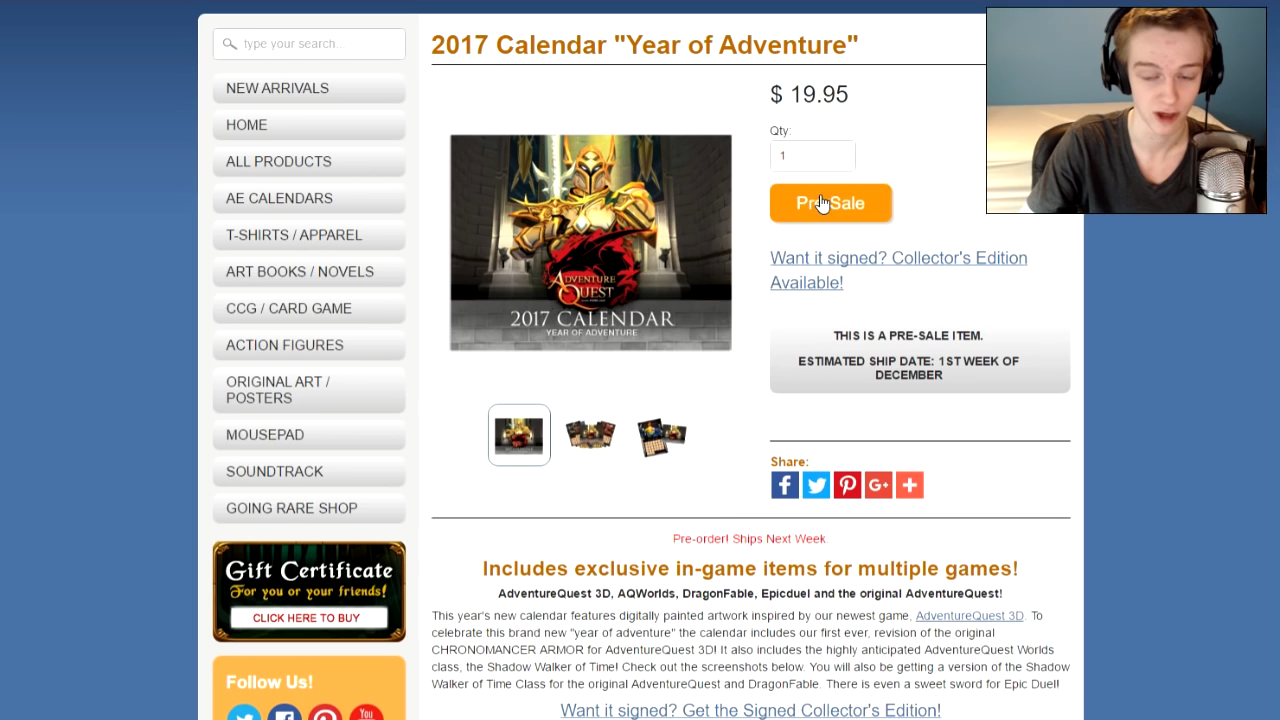 type your search...
NEW ARRIVALS
HOME
ALL PRODUCTS
AE CALENDARS
T-SHIRTS / APPAREL
ART BOOKS / NOVELS
CCG / CARD GAME
ACTION FIGURES
ORIGINAL ART /
POSTERS
MOUSEPAD
SOUNDTRACK
GOING RARE SHOP
Gift Certificate
For you or your friends!
CLICK HERE TO BUY
Follow Us!
You
2017 Calendar "Year of Adventure"
$ 19.95
Qty:
1
Pre-Sale
Want it signed? Collector's Edition
Available!
THIS IS A PRE-SALE ITEM.
ESTIMATED SHIP DATE: 1ST WEEK OF
DECEMBER
ADVENTURE
QUEST
2017 CALENDAR
YEAR OF ADVENTURE
Share:
Pre-order! Ships Next Week.
Includes exclusive in-game items for multiple games!
AdventureQuest 3D, AQWorlds, DragonFable, Epicduel and the original AdventureQuest!
This year's new calendar features digitally painted artwork inspired by our newest game, AdventureQuest 3D. To
celebrate this brand new "year of adventure" the calendar includes our first ever, revision of the original
CHRONOMANCER ARMOR for AdventureQuest 3D! It also includes the highly anticipated AdventureQuest Worlds
class, the Shadow Walker of Time! Check out the screenshots below. You will also be getting a version of the Shadow
Walker of Time Class for the original AdventureQuest and DragonFable. There is even a sweet sword for Epic Duel!
Want it signed? Get the Signed Collector's Edition!